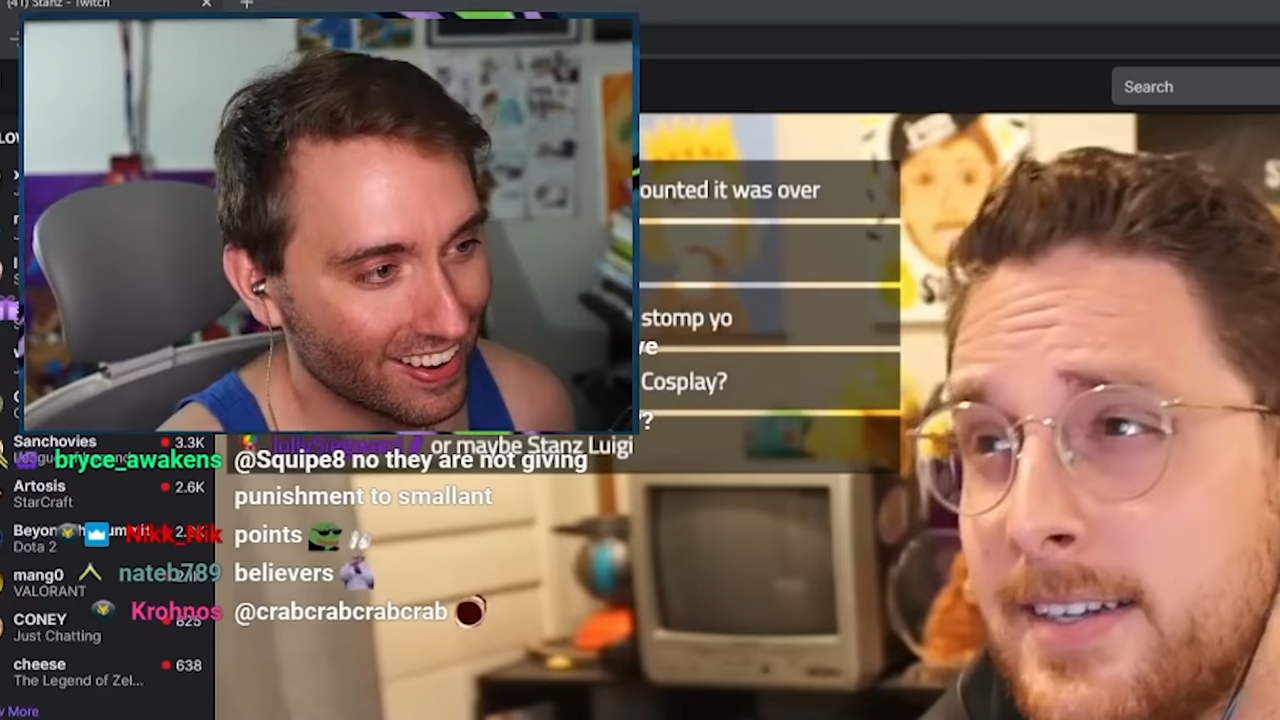 (41) Stanz - Twitch
Search
ounted it was over
stomp yo
ve
Cosplay?
?
or maybe Stanz Luigi
Sanchovies 3.3K
bryce_awakens @Squipe8 no they are not giving
punishment to smallant
Artosis 2.6K
StarCraft
Nikk_Nik points
Dota 2
mang0
nateb789 believers
VALORANT
CONEY
Krohnos @crabcrabcrabcrab
Just Chatting
cheese 638
The Legend of Zel...
w More